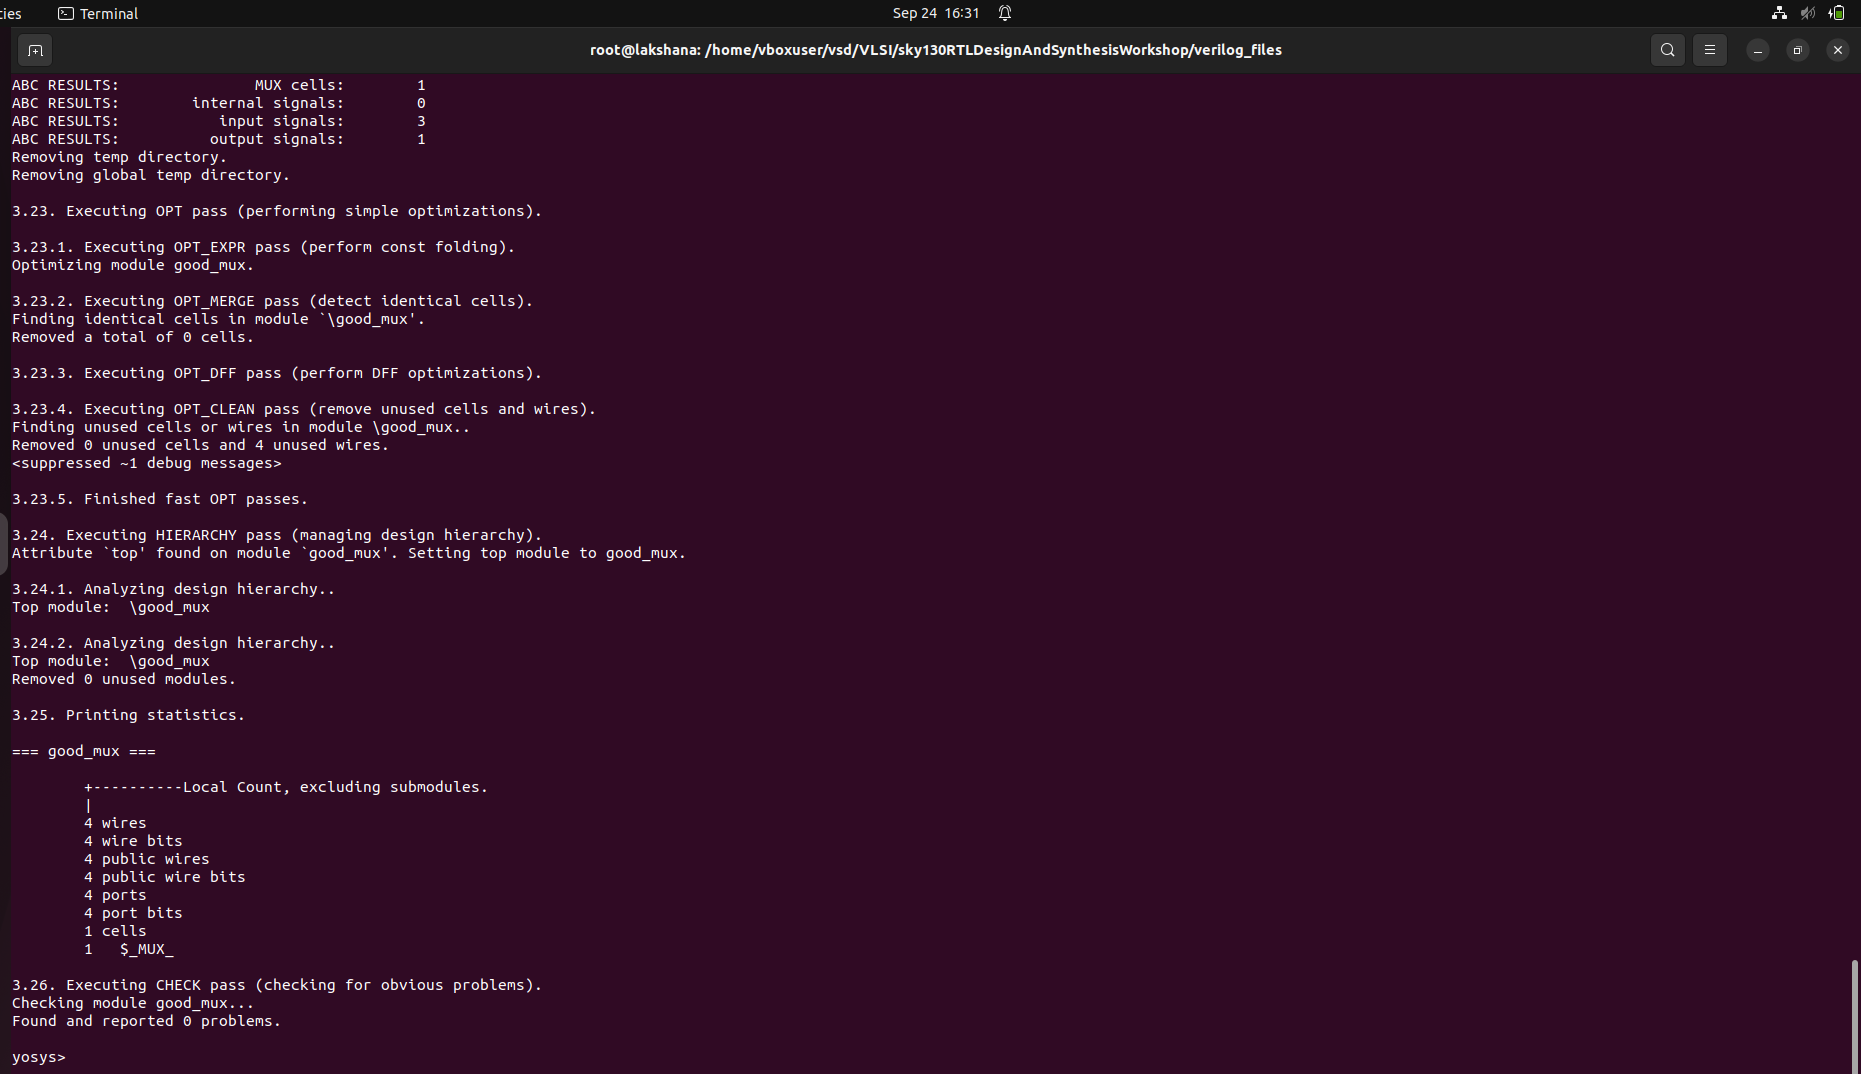 ties Terminal Sep 24 16:31
root@lakshana: /home/vboxuser/vsd/VLSI/sky130RTLDesignAndSynthesisWorkshop/verilog_files
ABC RESULTS:               MUX cells:        1
ABC RESULTS:        internal signals:        0
ABC RESULTS:           input signals:        3
ABC RESULTS:          output signals:        1
Removing temp directory.
Removing global temp directory.
3.23. Executing OPT pass (performing simple optimizations).
3.23.1. Executing OPT_EXPR pass (perform const folding).
Optimizing module good_mux.
3.23.2. Executing OPT_MERGE pass (detect identical cells).
Finding identical cells in module `\good_mux'.
Removed a total of 0 cells.
3.23.3. Executing OPT_DFF pass (perform DFF optimizations).
3.23.4. Executing OPT_CLEAN pass (remove unused cells and wires).
Finding unused cells or wires in module \good_mux..
Removed 0 unused cells and 4 unused wires.
<suppressed ~1 debug messages>
3.23.5. Finished fast OPT passes.
3.24. Executing HIERARCHY pass (managing design hierarchy).
Attribute `top' found on module `good_mux'. Setting top module to good_mux.
3.24.1. Analyzing design hierarchy..
Top module:  \good_mux
3.24.2. Analyzing design hierarchy..
Top module:  \good_mux
Removed 0 unused modules.
3.25. Printing statistics.
=== good_mux ===
        +----------Local Count, excluding submodules.
        |
        4 wires
        4 wire bits
        4 public wires
        4 public wire bits
        4 ports
        4 port bits
        1 cells
        1   $_MUX_
3.26. Executing CHECK pass (checking for obvious problems).
Checking module good_mux...
Found and reported 0 problems.
yosys>